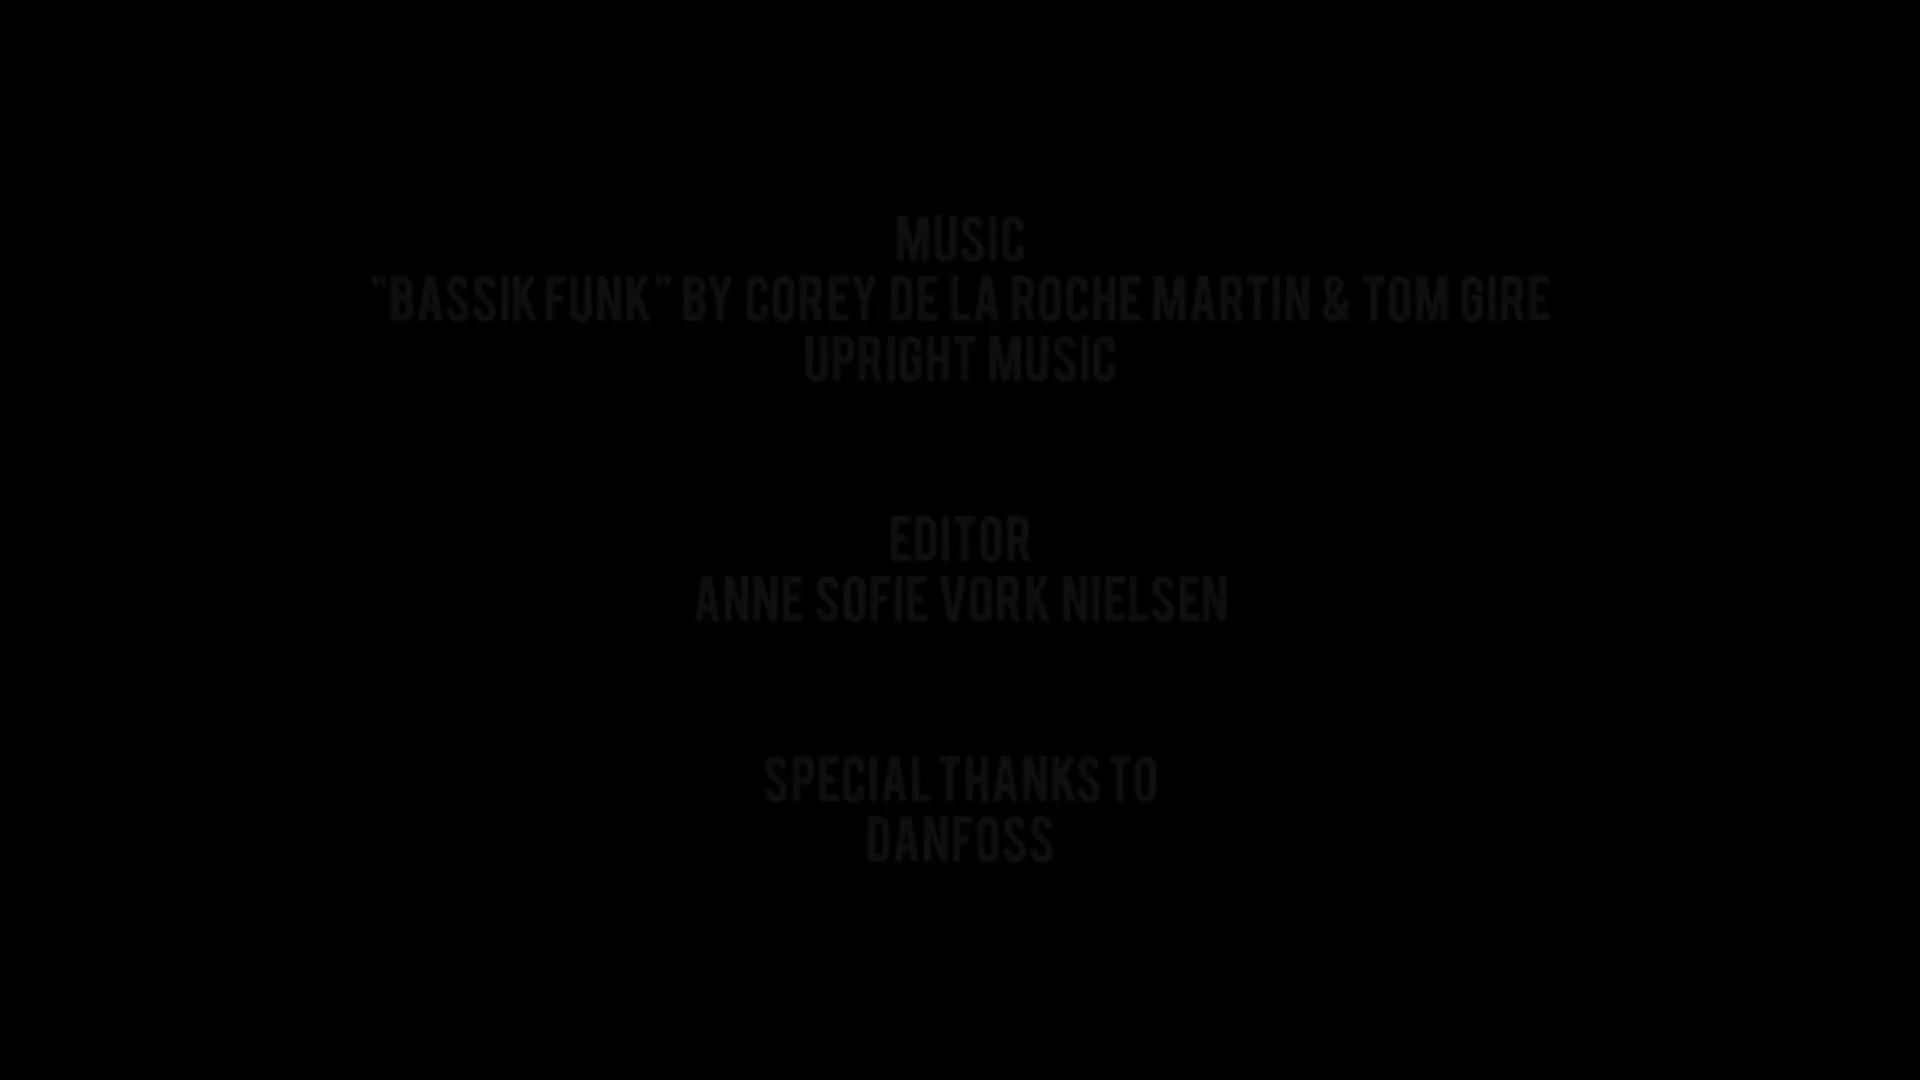 MUSIC
"BASSIK FUNK" BY COREY DE LA ROCHE MARTIN & TOM GIRE
UPRIGHT MUSIC
EDITOR
ANNE SOFIE VORK NIELSEN
SPECIAL THANKS TO
DANFOSS